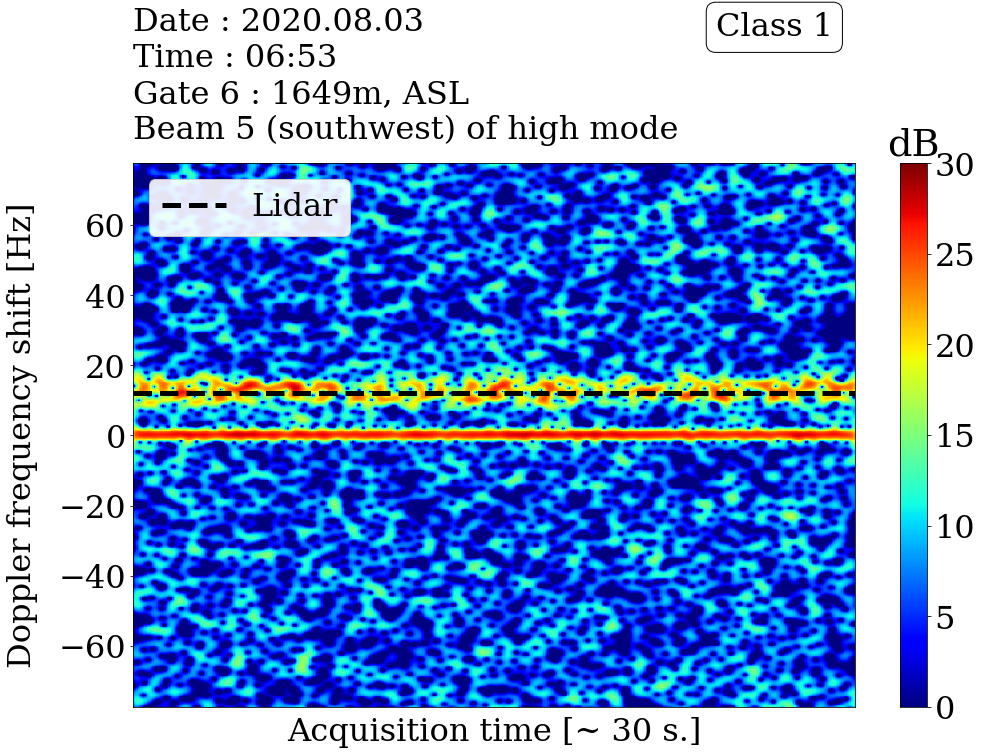 Date : 2020.08.03
Time : 06:53
Gate 6 : 1649m, ASL
Beam 5 (southwest) of high mode
Class 1
dB
Lidar
Doppler frequency shift [Hz]
60
40
20
0
−20
−40
−60
30
25
20
15
10
5
0
Acquisition time [~ 30 s.]